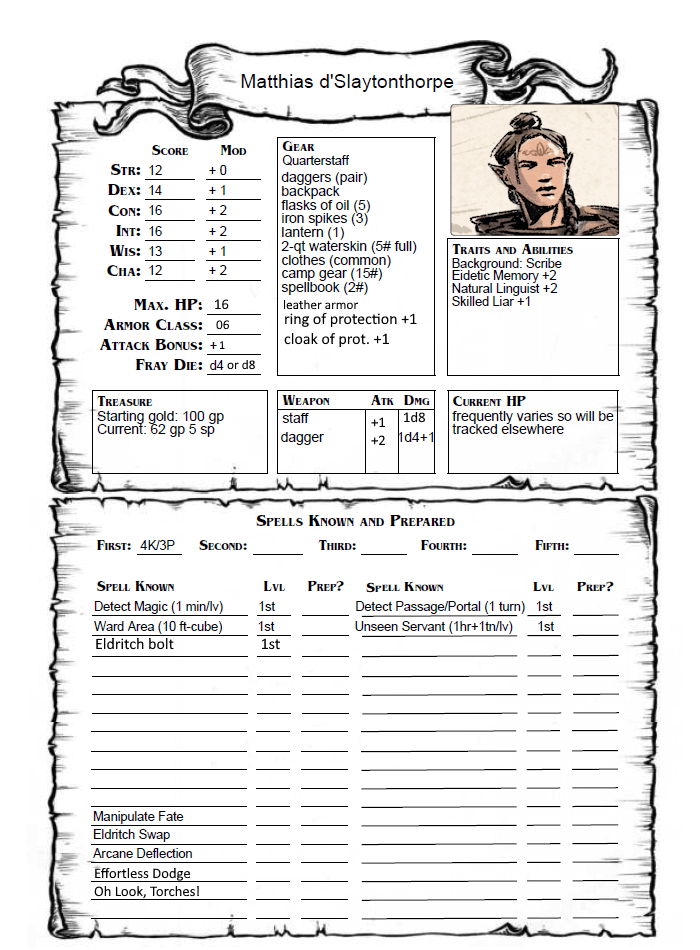 Matthias d'Slaytonthorpe
Score Mod
Str: 12 + 0
Dex: 14 + 1
Con: 16 + 2
Int: 16 + 2
Wis: 13 + 1
Cha: 12 + 2
Max. HP: 16
Armor Class: 06
Attack Bonus: +1
Fray Die: d4 or d8
Gear
Quarterstaff
daggers (pair)
backpack
flasks of oil (5)
iron spikes (3)
lantern (1)
2-qt waterskin (5# full)
clothes (common)
camp gear (15#)
spellbook (2#)
leather armor
ring of protection +1
cloak of prot. +1
Traits and Abilities
Background: Scribe
Eidetic Memory +2
Natural Linguist +2
Skilled Liar +1
Treasure
Starting gold: 100 gp
Current: 62 gp 5 sp
Weapon Atk Dmg
staff +1 1d8
dagger +2 1d4+1
Current HP
frequently varies so will be
tracked elsewhere
Spells Known and Prepared
First: 4K/3P Second: Third: Fourth: Fifth:
Spell Known Lvl Prep? Spell Known Lvl Prep?
Detect Magic (1 min/lv) 1st Detect Passage/Portal (1 turn) 1st
Ward Area (10 ft-cube) 1st Unseen Servant (1hr+1tn/lv) 1st
Eldritch bolt 1st
Manipulate Fate
Eldritch Swap
Arcane Deflection
Effortless Dodge
Oh Look, Torches!